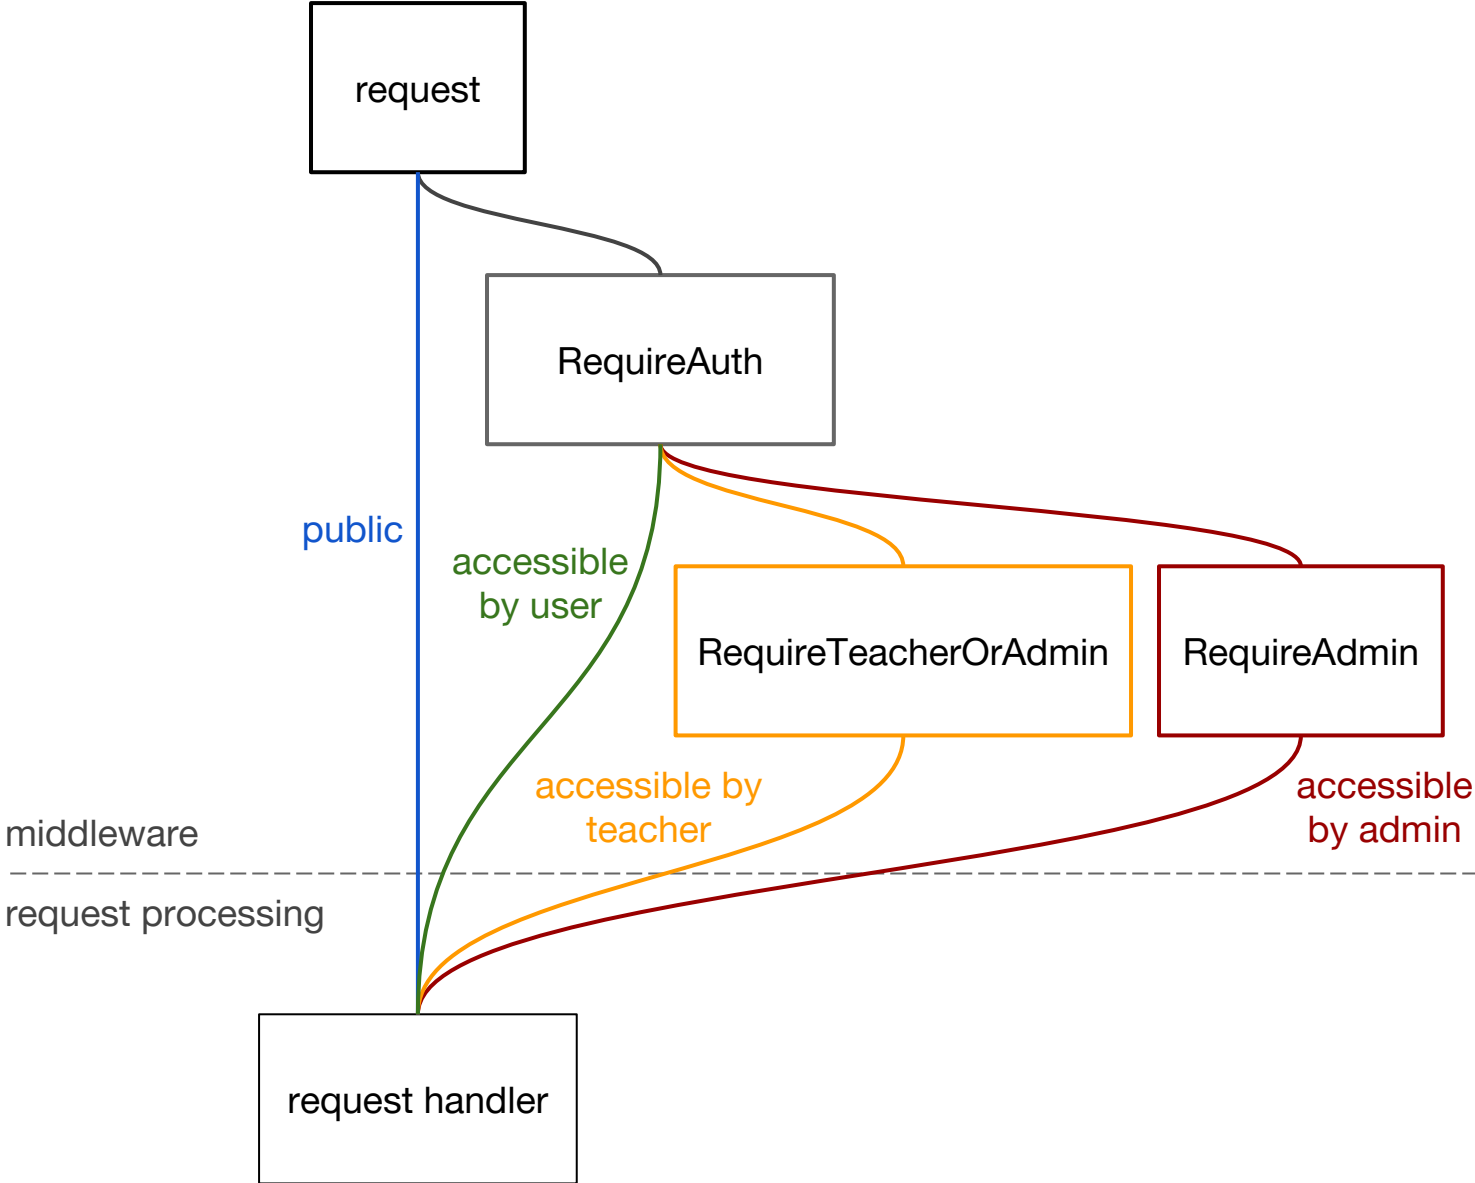 request
RequireAuth
public
accessible
by user
RequireTeacherOrAdmin
RequireAdmin
accessible by
teacher
accessible
by admin
middleware
request processing
request handler